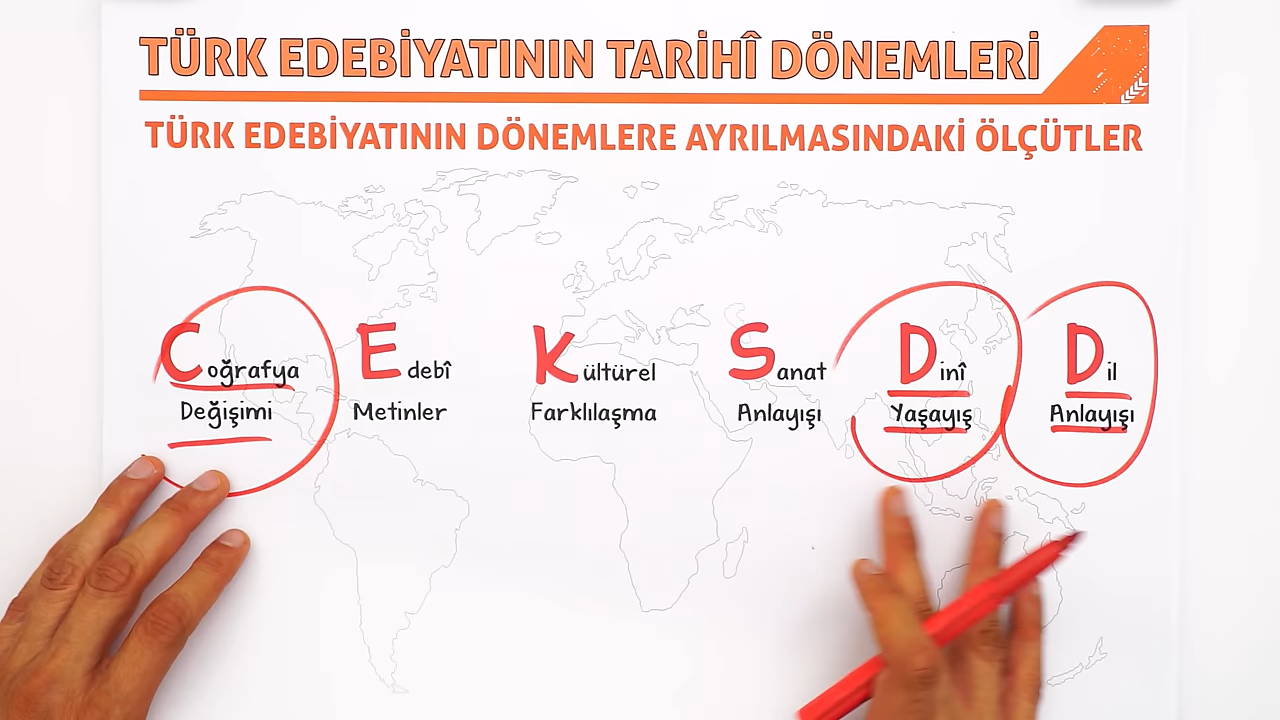 TÜRK EDEBİYATININ TARİHÎ DÖNEMLERİ
TÜRK EDEBİYATININ DÖNEMLERE AYRILMASINDAKİ ÖLÇÜTLER
Coğrafya Değişimi
Edebî Metinler
Kültürel Farklılaşma
Sanat Anlayışı
Dinî Yaşayış
Dil Anlayışı